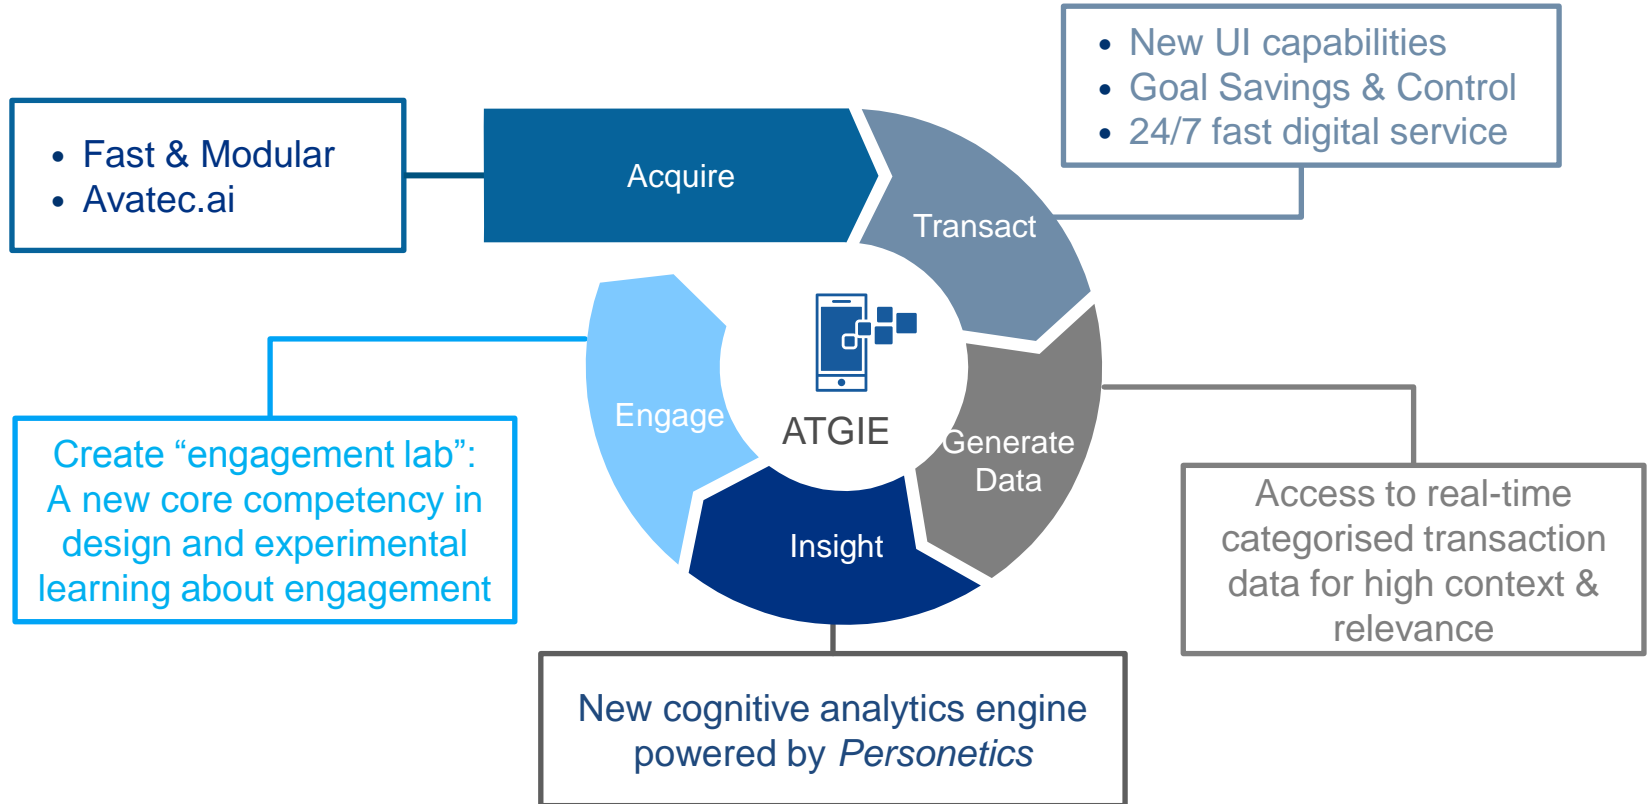 • New UI capabilities
• Goal Savings & Control
• 24/7 fast digital service
• Fast & Modular
• Avatec.ai
Acquire
Transact
Engage
ATGIE
Generate
Data
Insight
Create “engagement lab”:
A new core competency in
design and experimental
learning about engagement
Access to real-time
categorised transaction
data for high context &
relevance
New cognitive analytics engine
powered by Personetics